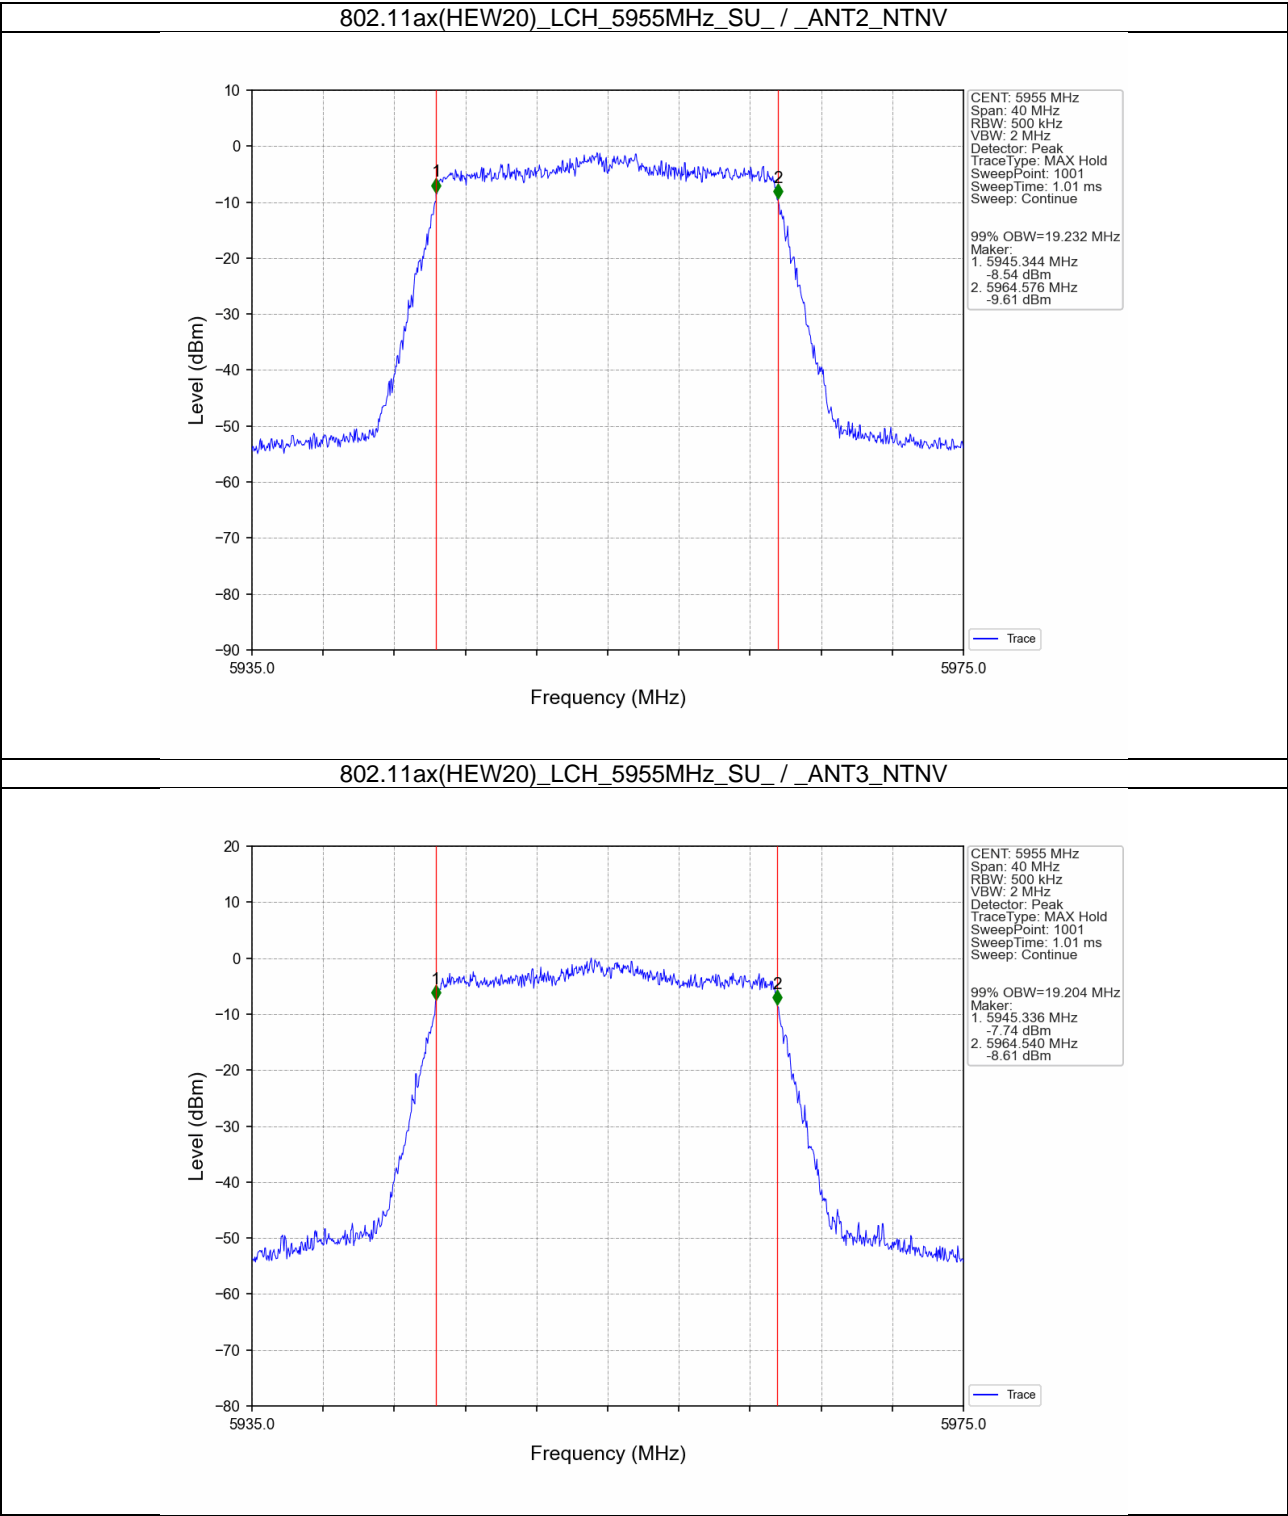 802.11ax(HEW20)_LCH_5955MHz_SU_ / _ANT2_NTNV
10
0
−10
−20
−30
−40
−50
−60
−70
−80
−90
Level (dBm)
1
2
5935.0
5975.0
Frequency (MHz)
CENT: 5955 MHz
Span: 40 MHz
RBW: 500 kHz
VBW: 2 MHz
Detector: Peak
TraceType: MAX Hold
SweepPoint: 1001
SweepTime: 1.01 ms
Sweep: Continue
99% OBW=19.232 MHz
Maker:
1. 5945.344 MHz
-8.54 dBm
2. 5964.576 MHz
-9.61 dBm
Trace
802.11ax(HEW20)_LCH_5955MHz_SU_ / _ANT3_NTNV
20
10
0
−10
−20
−30
−40
−50
−60
−70
−80
Level (dBm)
1
2
5935.0
5975.0
Frequency (MHz)
CENT: 5955 MHz
Span: 40 MHz
RBW: 500 kHz
VBW: 2 MHz
Detector: Peak
TraceType: MAX Hold
SweepPoint: 1001
SweepTime: 1.01 ms
Sweep: Continue
99% OBW=19.204 MHz
Maker:
1. 5945.336 MHz
-7.74 dBm
2. 5964.540 MHz
-8.61 dBm
Trace